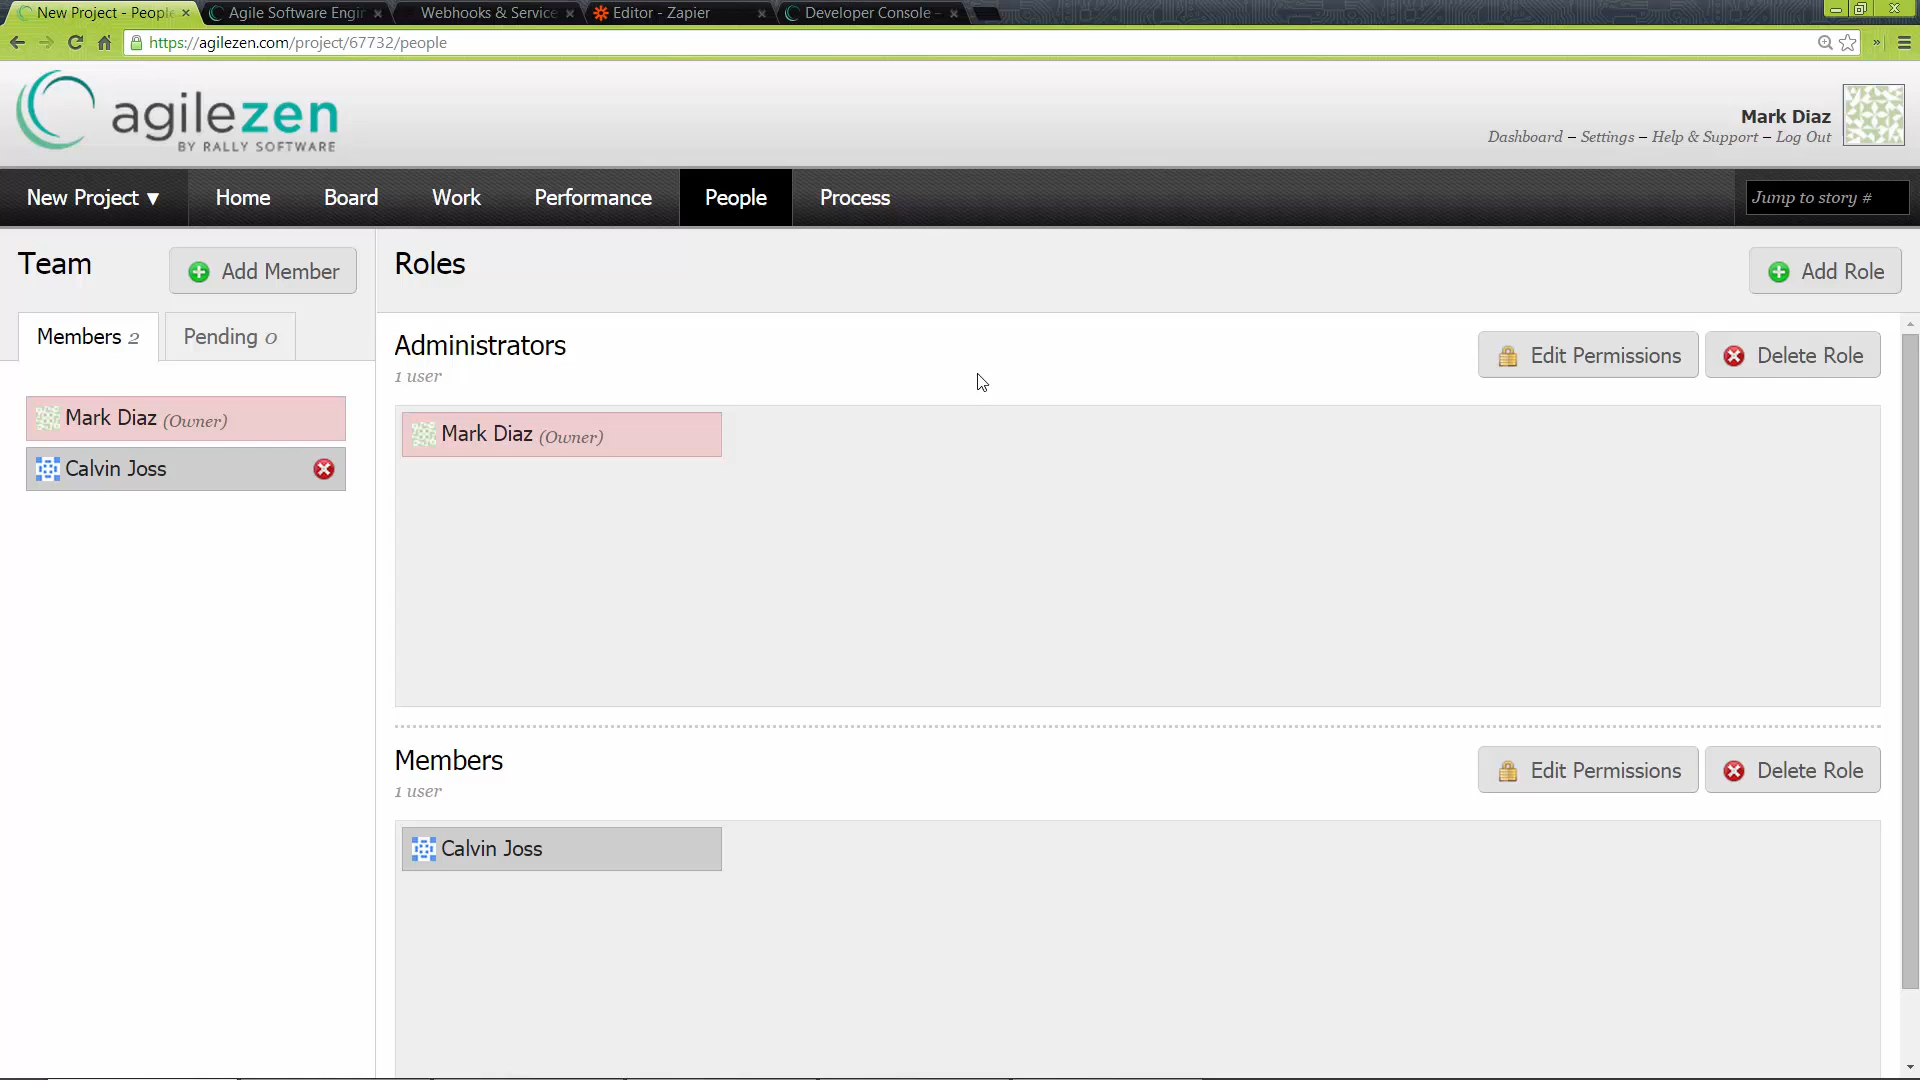 New Project - People
Agile Software Engin
Webhooks & Service
Editor - Zapier
Developer Console -
https://agilezen.com/project/67732/people
agilezen
BY RALLY SOFTWARE
Mark Diaz
Dashboard – Settings – Help & Support – Log Out
New Project ▼
Home
Board
Work
Performance
People
Process
Jump to story #
Team
Add Member
Members 2
Pending 0
Mark Diaz (Owner)
Calvin Joss
Roles
Add Role
Administrators
1 user
Edit Permissions
Delete Role
Mark Diaz (Owner)
Members
1 user
Edit Permissions
Delete Role
Calvin Joss